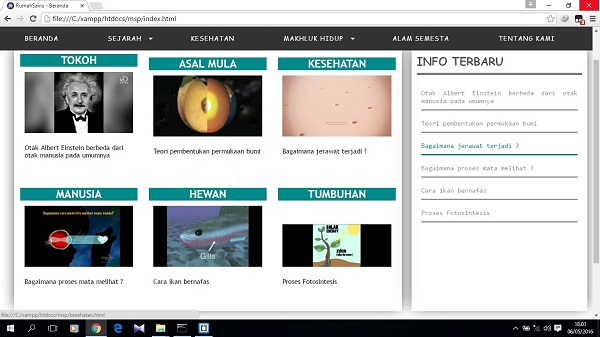 RumahSains - Beranda
file:///C:/xampp/htdocs/msp/index.html
BERANDA
SEJARAH
KESEHATAN
MAKHLUK HIDUP
ALAM SEMESTA
TENTANG KAMI
TOKOH
ASAL MULA
KESEHATAN
Otak Albert Einstein berbeda dari
otak manusia pada umumnya
Teori pembentukan permukaan bumi
Bagaimana jerawat terjadi ?
MANUSIA
HEWAN
TUMBUHAN
Bagaimana cara mata melihat suatu benda?
Gills
SOLAR
ENERGY
Bagaimana proses mata melihat ?
Cara ikan bernafas
Proses Fotosintesis
INFO TERBARU
Otak Albert Einstein berbeda dari otak
manusia pada umumnya
Teori pembentukan permukaan bumi
Bagaimana jerawat terjadi ?
Bagaimana proses mata melihat ?
Cara ikan bernafas
Proses Fotosintesis
file:///C:/xampp/htdocs/msp/kesehatan.html
18.01
06/05/2016